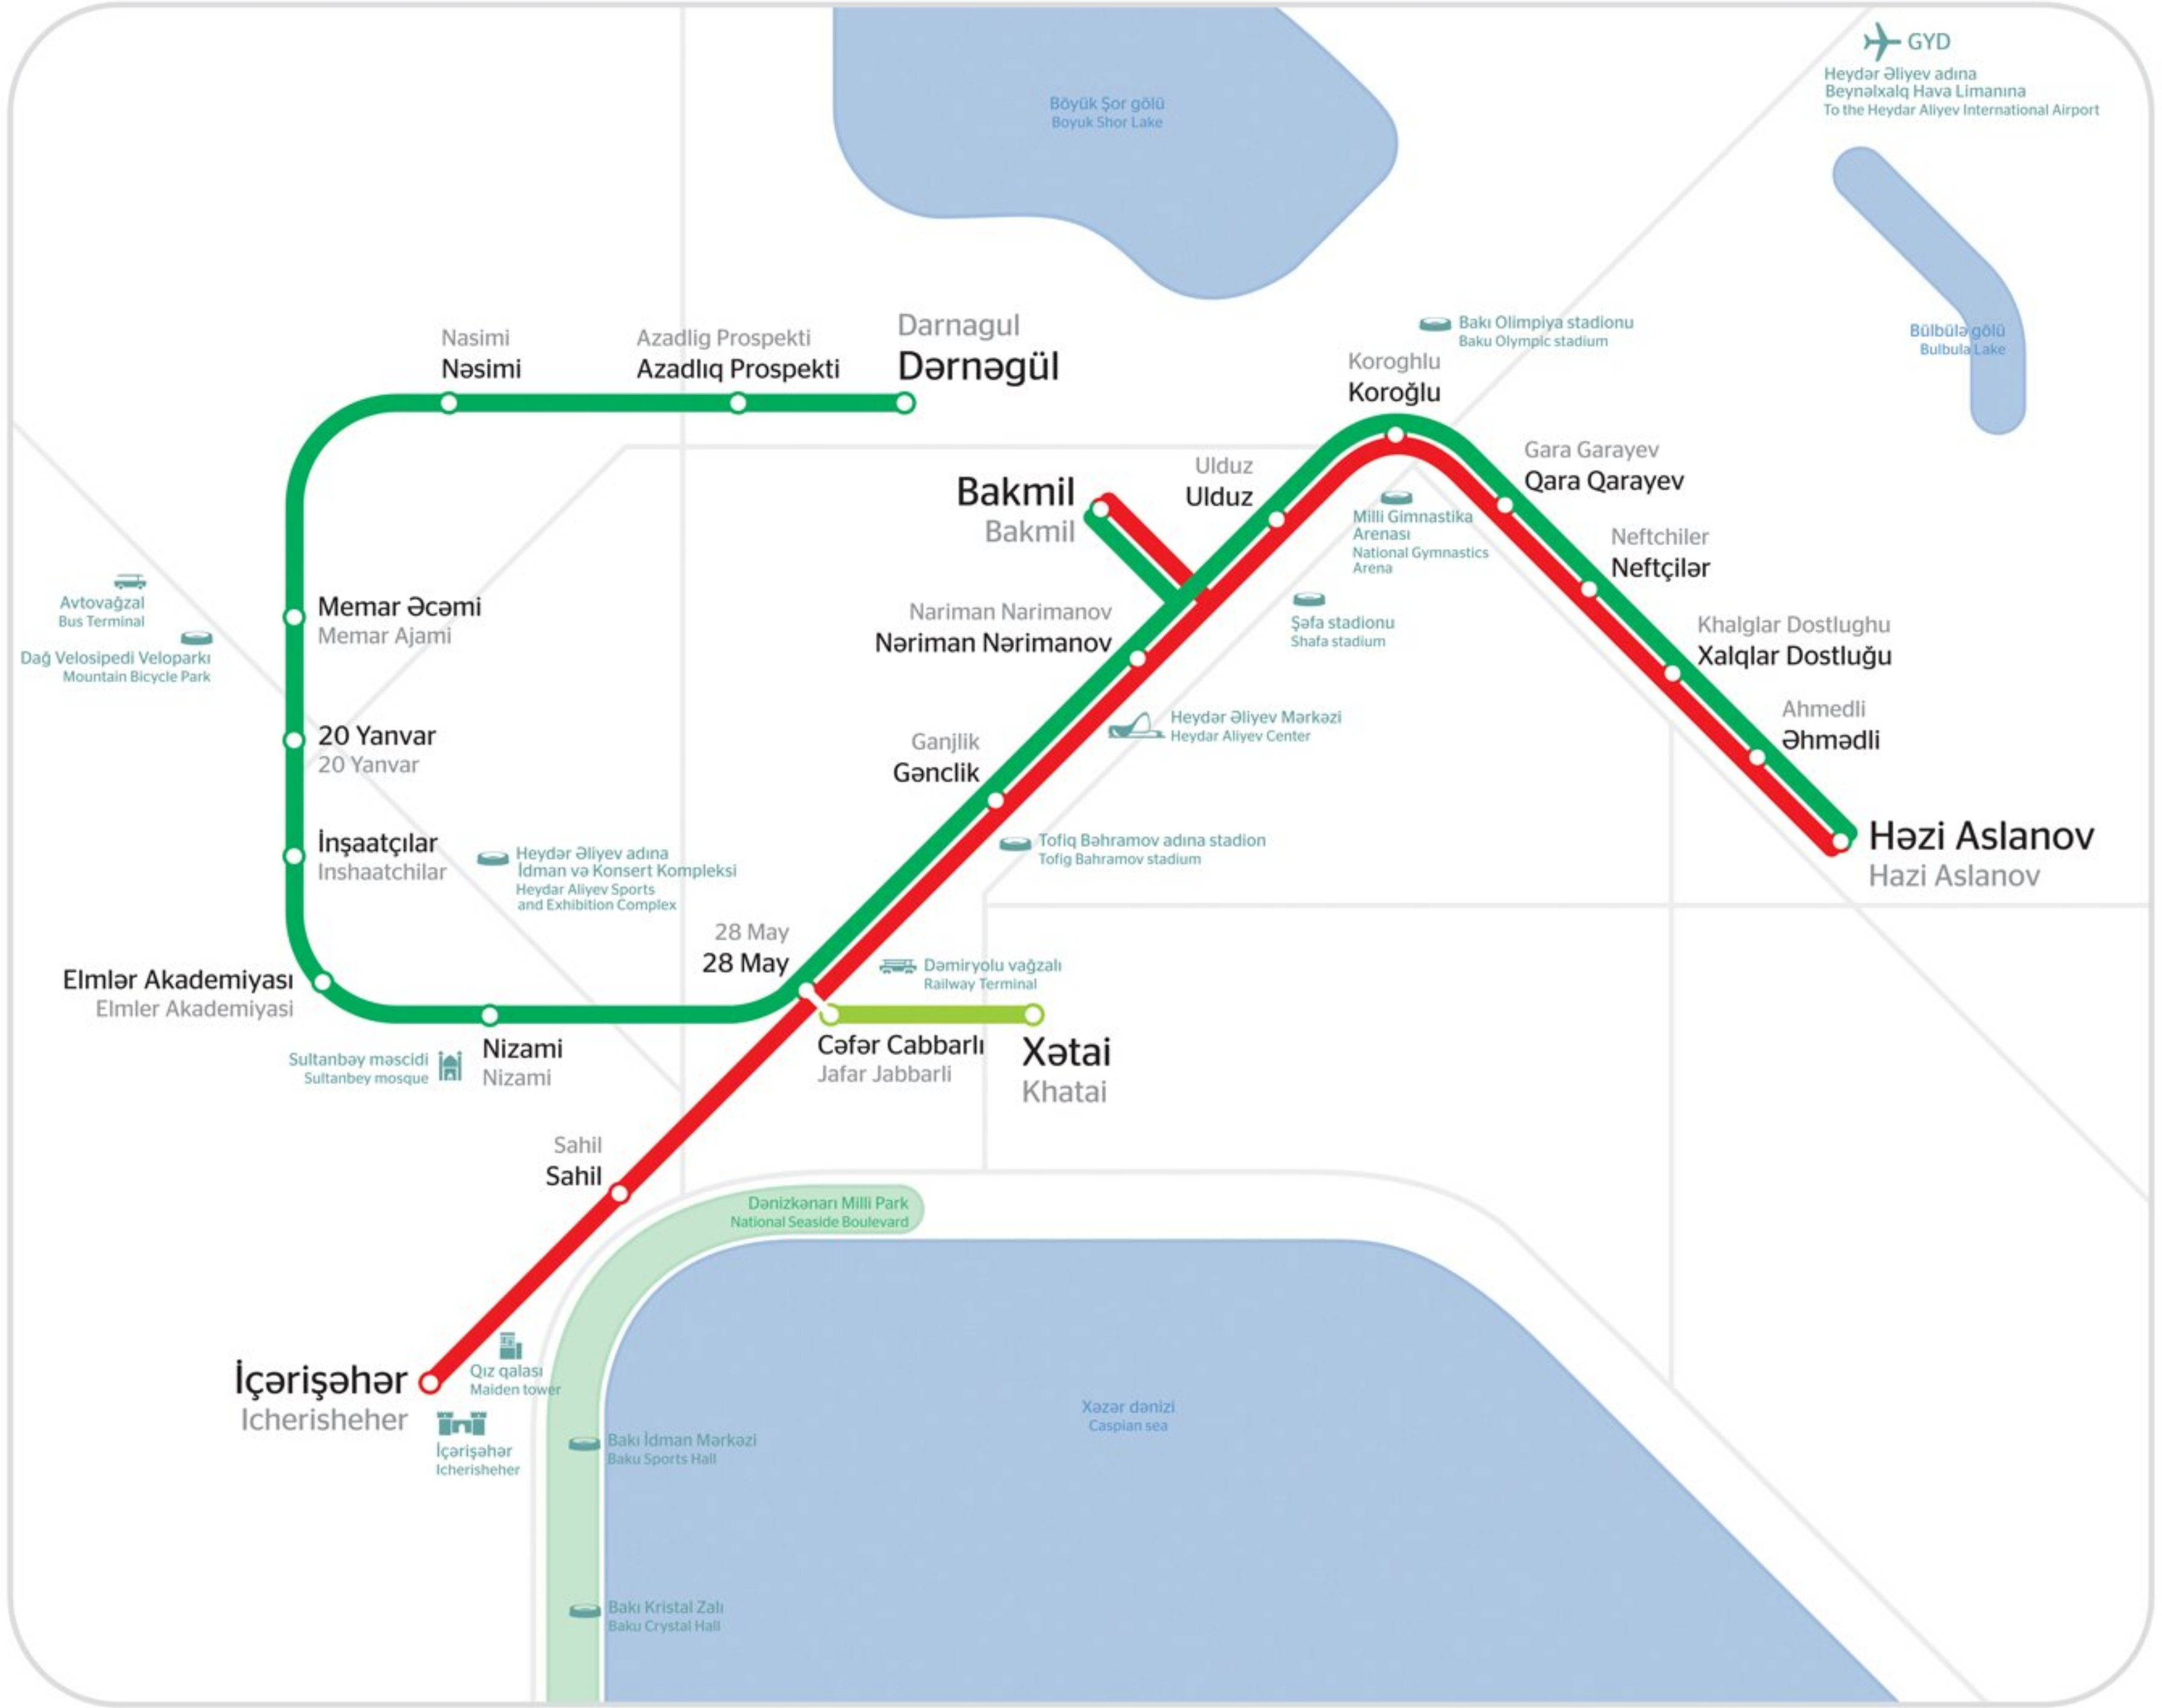 GYD
Heydər Əliyev adına
Beynəlxalq Hava Limanına
To the Heydar Aliyev International Airport
Böyük Şor gölü
Boyuk Shor Lake
Bülbülə gölü
Bulbula Lake
Bakı Olimpiya stadionu
Baku Olympic stadium
Nasimi
Nəsimi
Azadlig Prospekti
Azadlıq Prospekti
Darnagul
Dərnəgül
Koroghlu
Koroğlu
Gara Garayev
Qara Qarayev
Ulduz
Ulduz
Bakmil
Bakmil
Milli Gimnastika
Arenası
National Gymnastics
Arena
Neftchiler
Neftçilər
Avtovağzal
Bus Terminal
Dağ Velosipedi Veloparkı
Mountain Bicycle Park
Memar Əcəmi
Memar Ajami
Nariman Narimanov
Nəriman Nərimanov
Şəfa stadionu
Shafa stadium
Khalglar Dostlughu
Xalqlar Dostluğu
20 Yanvar
20 Yanvar
Ganjlik
Gənclik
Heydər Əliyev Mərkəzi
Heydar Aliyev Center
Ahmedli
Əhmədli
İnşaatçılar
Inshaatchilar
Heydər Əliyev adına
İdman və Konsert Kompleksi
Heydar Aliyev Sports
and Exhibition Complex
Tofiq Bəhramov adına stadion
Tofig Bahramov stadium
Həzi Aslanov
Hazi Aslanov
28 May
28 May
Dəmiryolu vağzalı
Railway Terminal
Elmlər Akademiyası
Elmler Akademiyasi
Sultanbəy məscidi
Sultanbey mosque
Nizami
Nizami
Cəfər Cabbarlı
Jafar Jabbarli
Xətai
Khatai
Sahil
Sahil
Dənizkənarı Milli Park
National Seaside Boulevard
İçərişəhər
Icherisheher
Qız qalası
Maiden tower
İçərişəhər
Icherisheher
Bakı İdman Mərkəzi
Baku Sports Hall
Xəzər dənizi
Caspian sea
Bakı Kristal Zalı
Baku Crystal Hall